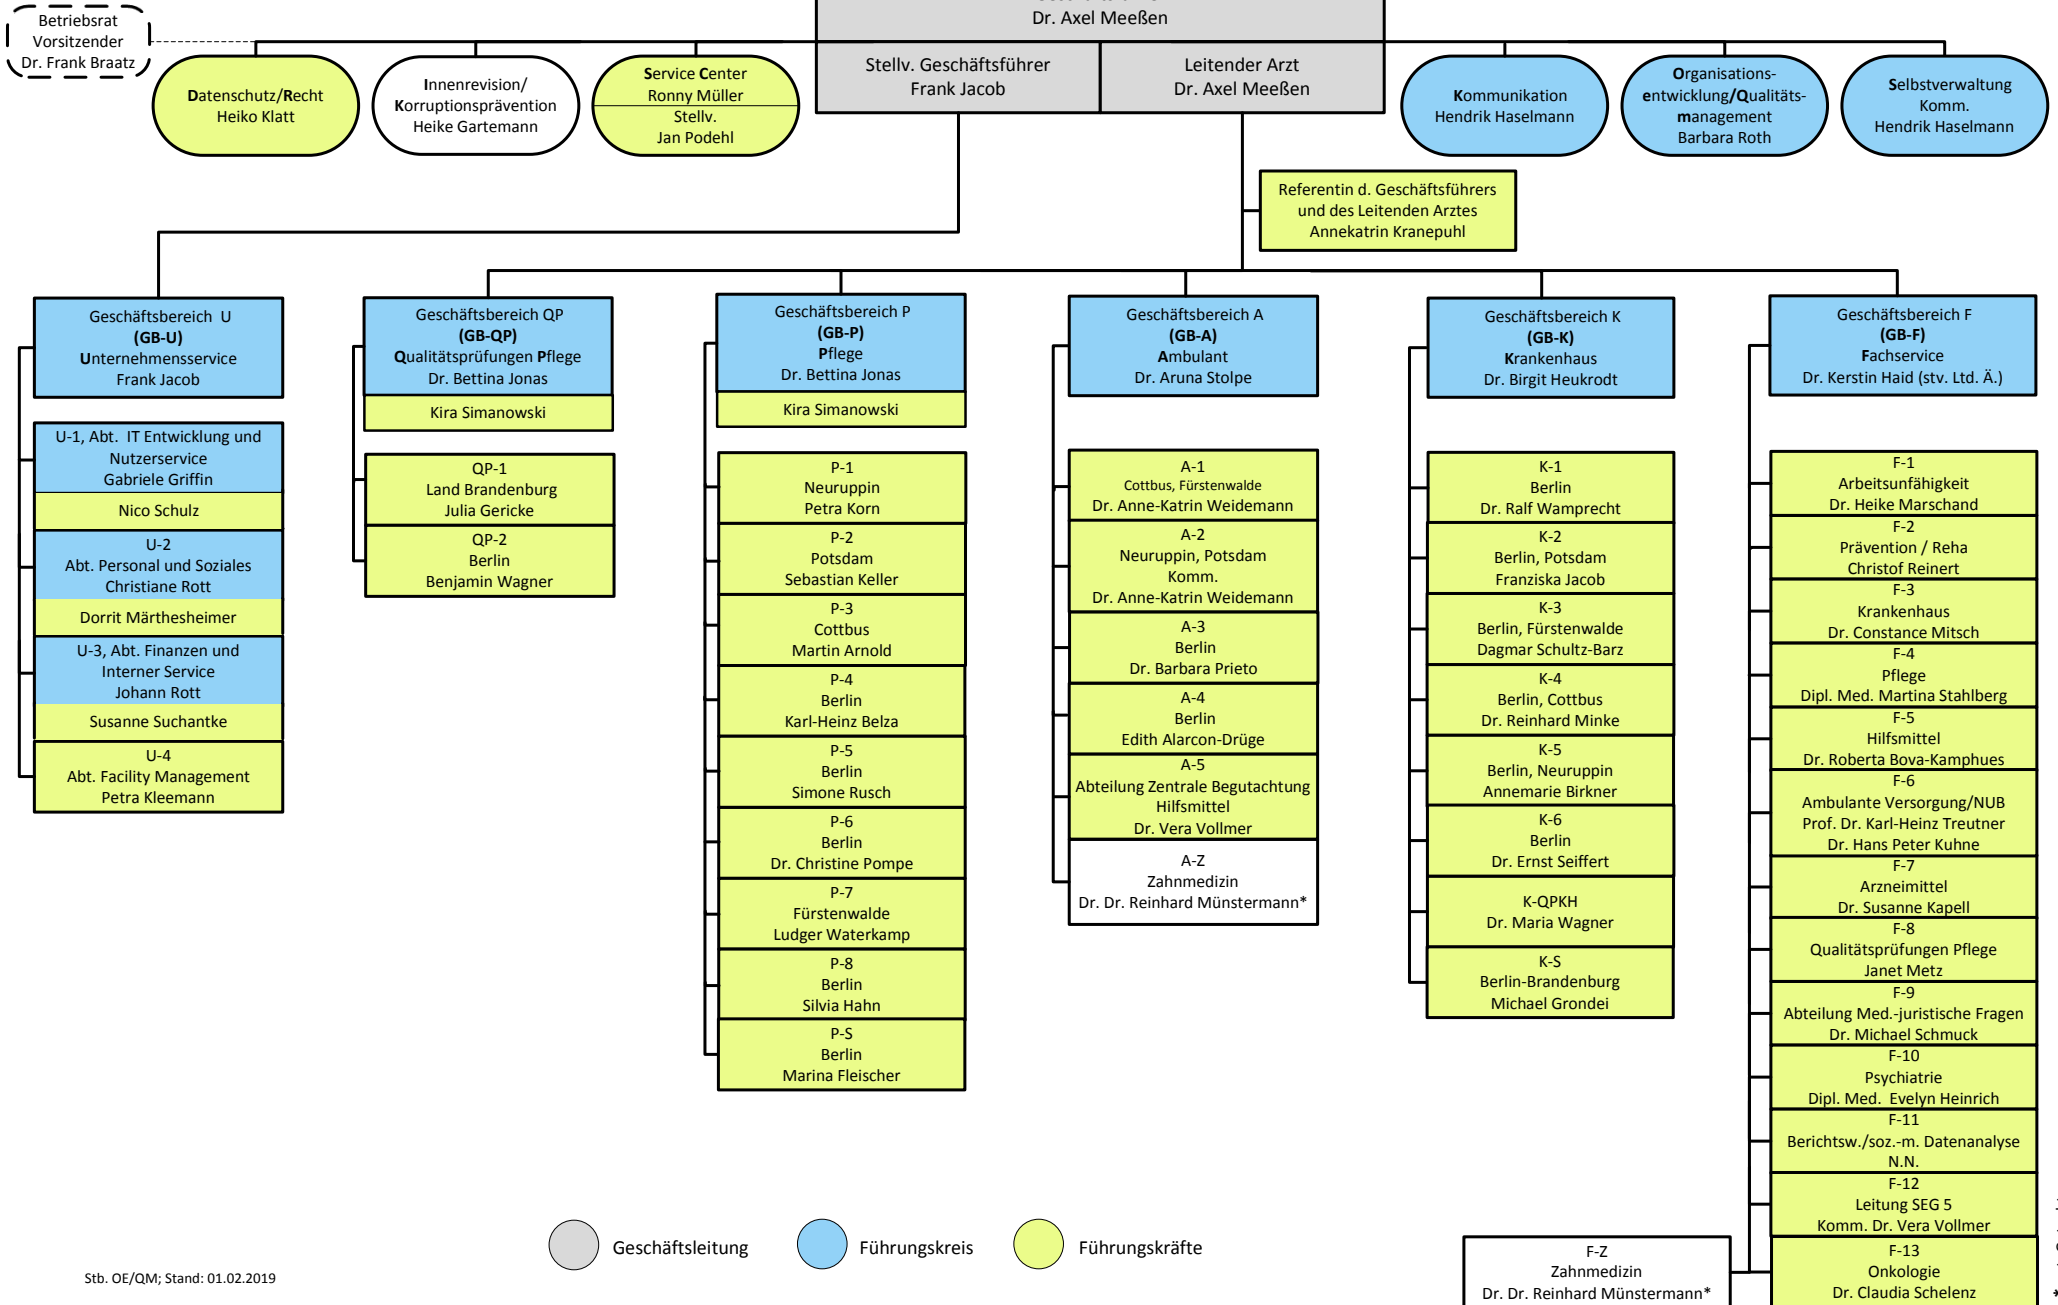 Dr. Axel Meeßen
Betriebsrat
Vorsitzender
Dr. Frank Braatz
Datenschutz/Recht
Heiko Klatt
Innenrevision/
Korruptionsprävention
Heike Gartemann
Service Center
Ronny Müller
Stellv.
Jan Podehl
Stellv. Geschäftsführer
Frank Jacob
Leitender Arzt
Dr. Axel Meeßen
Kommunikation
Hendrik Haselmann
Organisations-
entwicklung/Qualitäts-
management
Barbara Roth
Selbstverwaltung
Komm.
Hendrik Haselmann
Referentin d. Geschäftsführers
und des Leitenden Arztes
Annekatrin Kranepuhl
Geschäftsbereich U
(GB-U)
Unternehmensservice
Frank Jacob
U-1, Abt. IT Entwicklung und
Nutzerservice
Gabriele Griffin
Nico Schulz
U-2
Abt. Personal und Soziales
Christiane Rott
Dorrit Märthesheimer
U-3, Abt. Finanzen und
Interner Service
Johann Rott
Susanne Suchantke
U-4
Abt. Facility Management
Petra Kleemann
Geschäftsbereich QP
(GB-QP)
Qualitätsprüfungen Pflege
Dr. Bettina Jonas
Kira Simanowski
QP-1
Land Brandenburg
Julia Gericke
QP-2
Berlin
Benjamin Wagner
Geschäftsbereich P
(GB-P)
Pflege
Dr. Bettina Jonas
Kira Simanowski
P-1
Neuruppin
Petra Korn
P-2
Potsdam
Sebastian Keller
P-3
Cottbus
Martin Arnold
P-4
Berlin
Karl-Heinz Belza
P-5
Berlin
Simone Rusch
P-6
Berlin
Dr. Christine Pompe
P-7
Fürstenwalde
Ludger Waterkamp
P-8
Berlin
Silvia Hahn
P-S
Berlin
Marina Fleischer
Geschäftsbereich A
(GB-A)
Ambulant
Dr. Aruna Stolpe
A-1
Cottbus, Fürstenwalde
Dr. Anne-Katrin Weidemann
A-2
Neuruppin, Potsdam
Komm.
Dr. Anne-Katrin Weidemann
A-3
Berlin
Dr. Barbara Prieto
A-4
Berlin
Edith Alarcon-Drüge
A-5
Abteilung Zentrale Begutachtung
Hilfsmittel
Dr. Vera Vollmer
A-Z
Zahnmedizin
Dr. Dr. Reinhard Münstermann*
Geschäftsbereich K
(GB-K)
Krankenhaus
Dr. Birgit Heukrodt
K-1
Berlin
Dr. Ralf Wamprecht
K-2
Berlin, Potsdam
Franziska Jacob
K-3
Berlin, Fürstenwalde
Dagmar Schultz-Barz
K-4
Berlin, Cottbus
Dr. Reinhard Minke
K-5
Berlin, Neuruppin
Annemarie Birkner
K-6
Berlin
Dr. Ernst Seiffert
K-QPKH
Dr. Maria Wagner
K-S
Berlin-Brandenburg
Michael Grondei
Geschäftsbereich F
(GB-F)
Fachservice
Dr. Kerstin Haid (stv. Ltd. Ä.)
F-1
Arbeitsunfähigkeit
Dr. Heike Marschand
F-2
Prävention / Reha
Christof Reinert
F-3
Krankenhaus
Dr. Constance Mitsch
F-4
Pflege
Dipl. Med. Martina Stahlberg
F-5
Hilfsmittel
Dr. Roberta Bova-Kamphues
F-6
Ambulante Versorgung/NUB
Prof. Dr. Karl-Heinz Treutner
Dr. Hans Peter Kuhne
F-7
Arzneimittel
Dr. Susanne Kapell
F-8
Qualitätsprüfungen Pflege
Janet Metz
F-9
Abteilung Med.-juristische Fragen
Dr. Michael Schmuck
F-10
Psychiatrie
Dipl. Med. Evelyn Heinrich
F-11
Berichtsw./soz.-m. Datenanalyse
N.N.
F-12
Leitung SEG 5
Komm. Dr. Vera Vollmer
F-13
Onkologie
Dr. Claudia Schelenz
F-Z
Zahnmedizin
Dr. Dr. Reinhard Münstermann*
Geschäftsleitung
Führungskreis
Führungskräfte
Stb. OE/QM; Stand: 01.02.2019